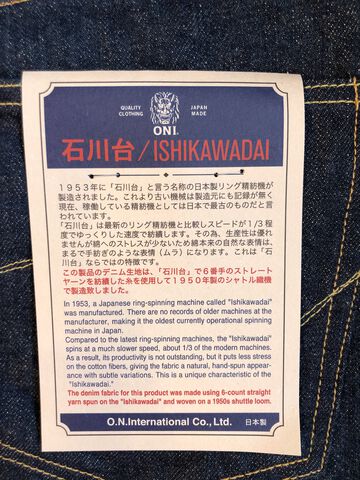 QUALITY CLOTHING
JAPAN MADE
ONI.
石川台/ISHIKAWADAI
1953年に「石川台」と言う名称の日本製リング精紡機が
製造されました。これより古い機械は製造元にも記録が無く
現在、稼働している精紡機としては日本で最古のものだと言
われています。
「石川台」は最新のリング精紡機と比較しスピードが1/3程
度でゆっくりした速度で紡績します。その為、生産性は優れ
ませんが綿へのストレスが少ないため綿本来の自然な表情は、
まるで手紡ぎのような表情（ムラ）になります。これは「石
川台」ならではの特徴です。
この製品のデニム生地は、「石川台」で6番手のストレート
ヤーンを紡績した糸を使用して1950年製のシャトル織機
で製造致しました。
In 1953, a Japanese ring-spinning machine called "Ishikawadai"
was manufactured. There are no records of older machines at the
manufacturer, making it the oldest currently operational spinning
machine in Japan.
Compared to the latest ring-spinning machines, the "Ishikawadai"
spins at a much slower speed, about 1/3 of the modern machines.
As a result, its productivity is not outstanding, but it puts less stress
on the cotton fibers, giving the fabric a natural, hand-spun appear-
ance with subtle variations. This is a unique characteristic of the
"Ishikawadai."
The denim fabric for this product was made using 6-count straight
yarn spun on the "Ishikawadai" and woven on a 1950s shuttle loom.
O.N.International Co., Ltd. 日本製